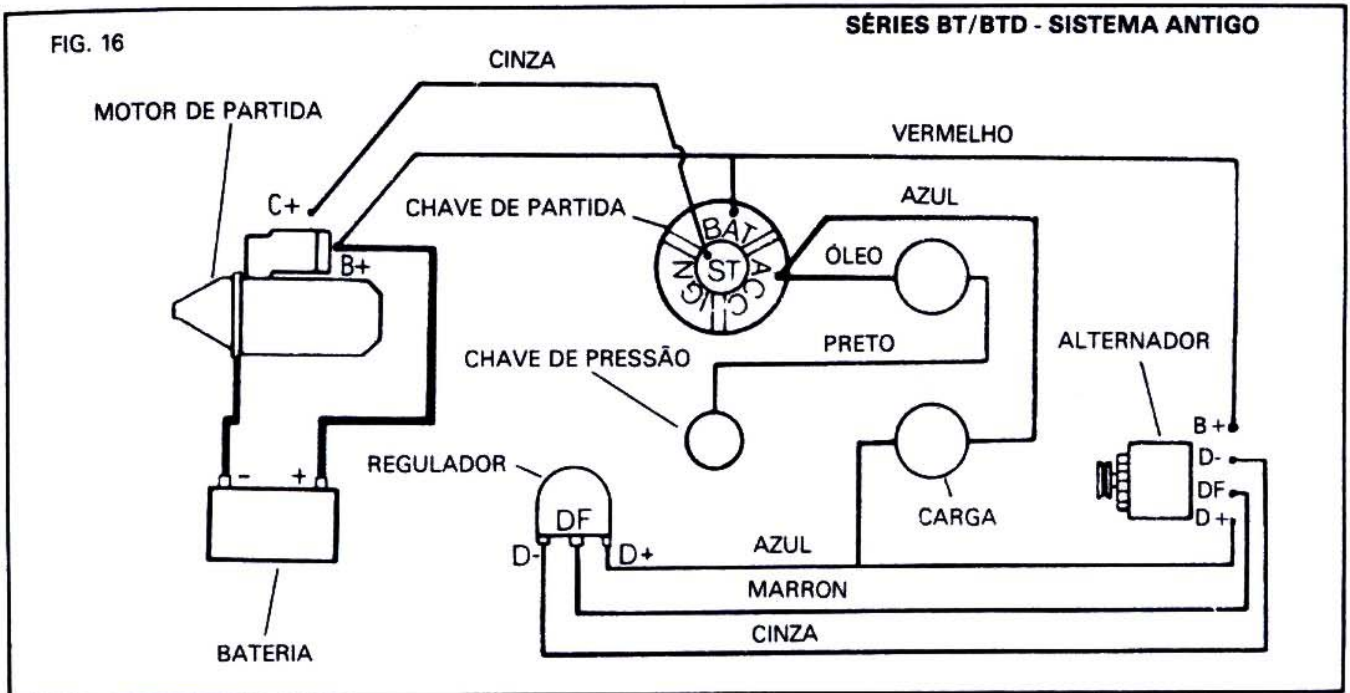 SÉRIES BT/BTD - SISTEMA ANTIGO
FIG. 16
CINZA
MOTOR DE PARTIDA
VERMELHO
C+
CHAVE DE PARTIDA
AZUL
BAT
B+
ST
ACC
IGN
ÓLEO
CHAVE DE PRESSÃO
PRETO
ALTERNADOR
B+
D-
DF
D+
- +
REGULADOR
DF
CARGA
D- D+
AZUL
MARRON
CINZA
BATERIA